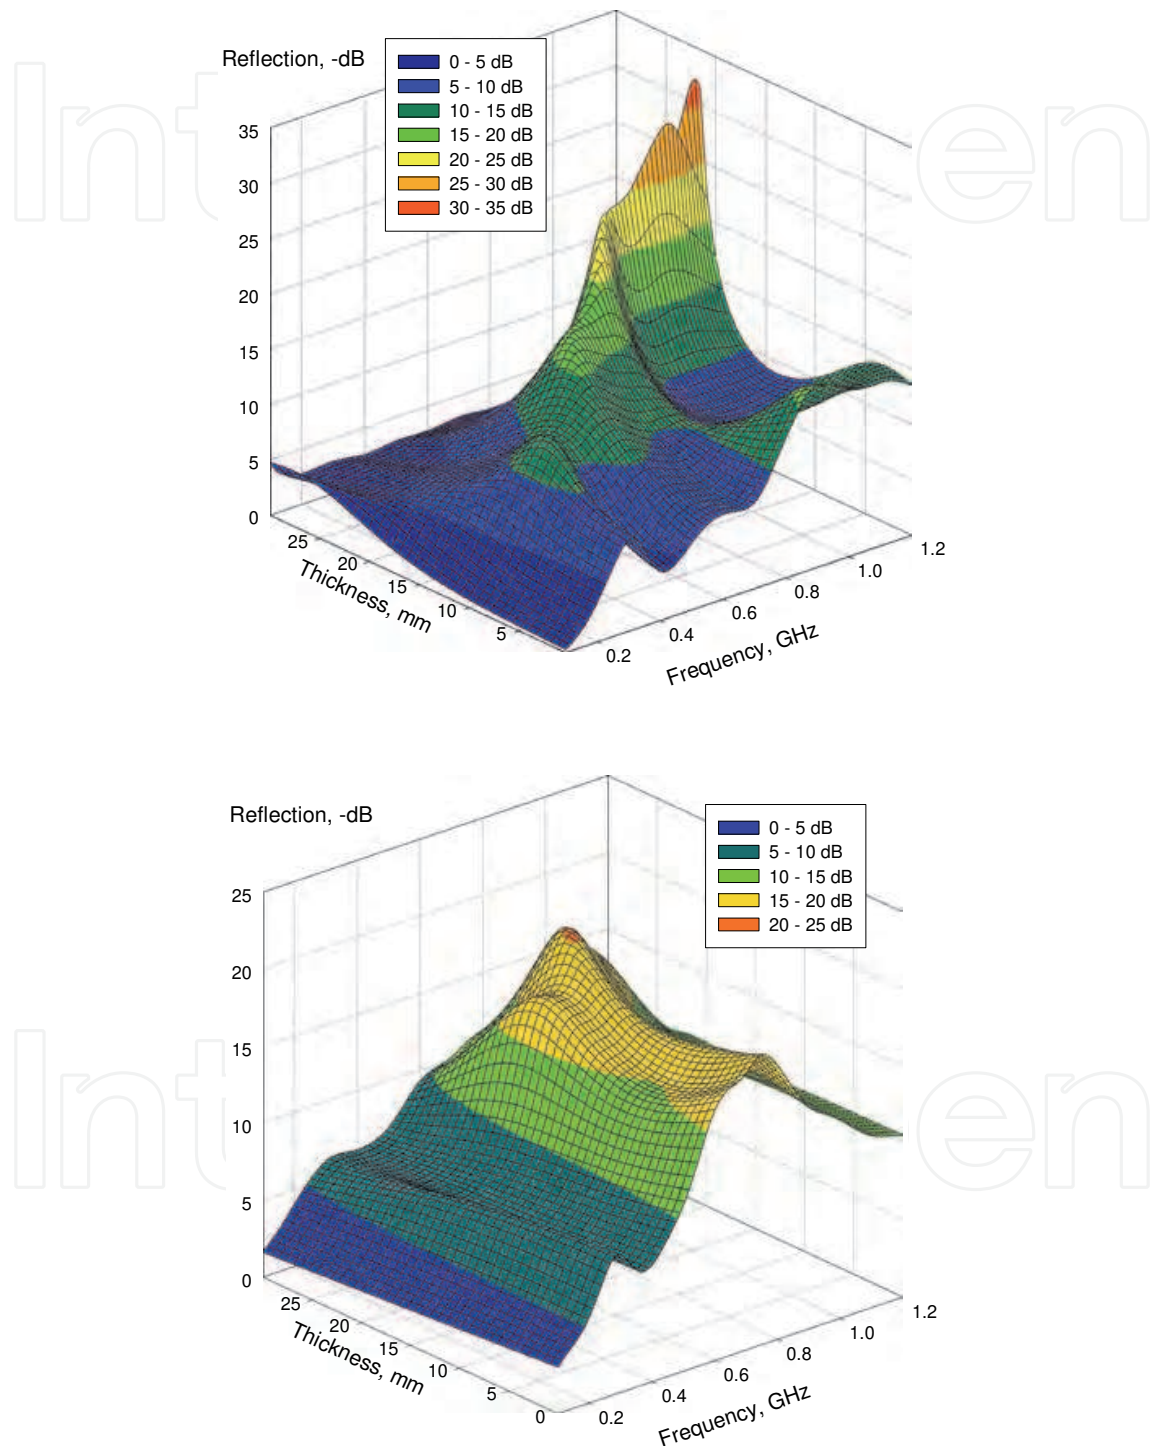 Reflection, -dB
0 - 5 dB
5 - 10 dB
10 - 15 dB
15 - 20 dB
20 - 25 dB
25 - 30 dB
30 - 35 dB
35
30
25
20
15
10
5
0
25
20
15
10
5
Thickness, mm
0.2
0.4
0.6
0.8
1.0
1.2
Frequency, GHz
Reflection, -dB
0 - 5 dB
5 - 10 dB
10 - 15 dB
15 - 20 dB
20 - 25 dB
25
20
15
10
5
0
25
20
15
10
5
0
Thickness, mm
0.2
0.4
0.6
0.8
1.0
1.2
Frequency, GHz